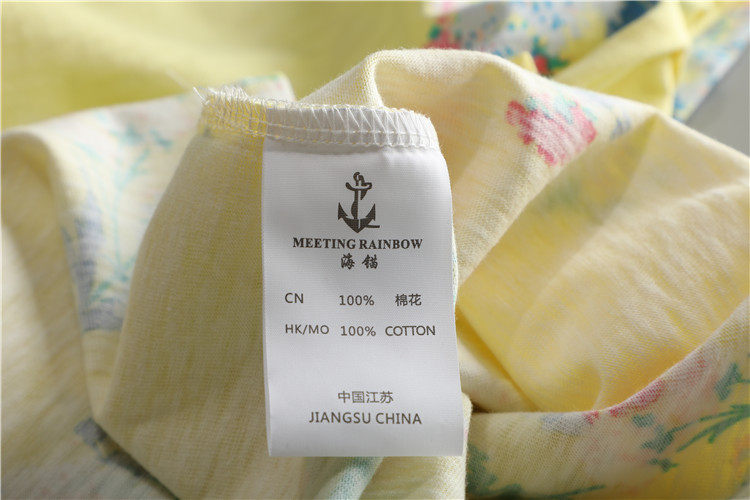 MEETING RAINBOW
海锚
CN 100% 棉花
HK/MO 100% COTTON
中国江苏
JIANGSU CHINA